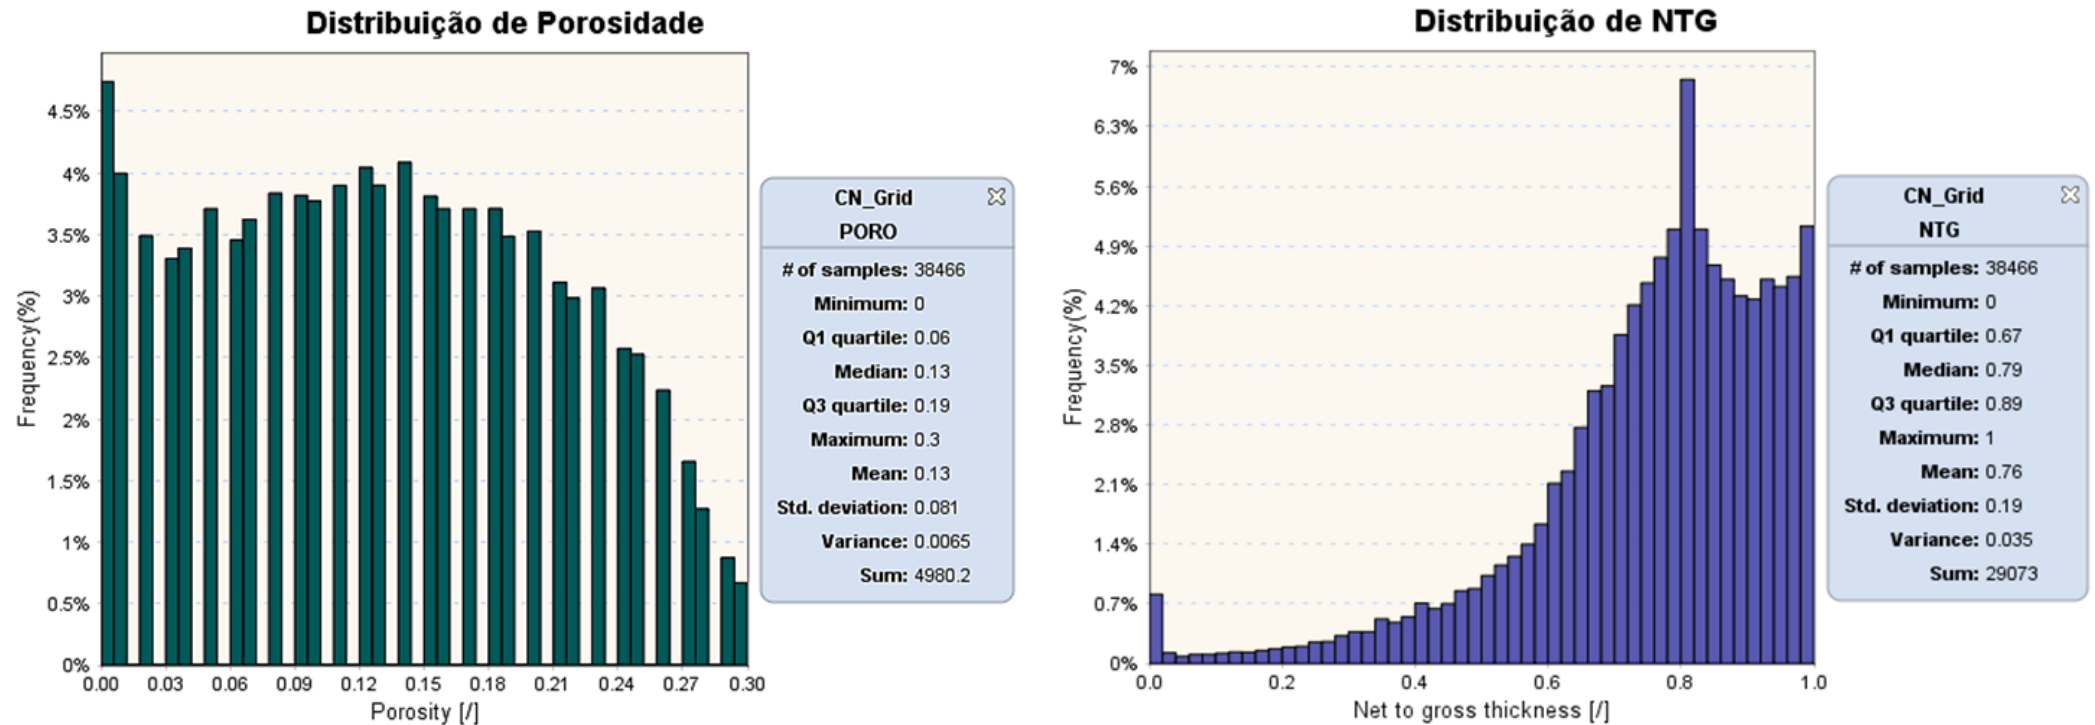 Distribuição de Porosidade
4.5%
4%
3.5%
3%
2.5%
2%
1.5%
1%
0.5%
0%
Frequency(%)
0.00 0.03 0.06 0.09 0.12 0.15 0.18 0.21 0.24 0.27 0.30
Porosity [/]
CN_Grid
PORO
# of samples: 38466
Minimum: 0
Q1 quartile: 0.06
Median: 0.13
Q3 quartile: 0.19
Maximum: 0.3
Mean: 0.13
Std. deviation: 0.081
Variance: 0.0065
Sum: 4980.2
Distribuição de NTG
7%
6.3%
5.6%
4.9%
4.2%
3.5%
2.8%
2.1%
1.4%
0.7%
0%
Frequency(%)
0.0 0.2 0.4 0.6 0.8 1.0
Net to gross thickness [/]
CN_Grid
NTG
# of samples: 38466
Minimum: 0
Q1 quartile: 0.67
Median: 0.79
Q3 quartile: 0.89
Maximum: 1
Mean: 0.76
Std. deviation: 0.19
Variance: 0.035
Sum: 29073